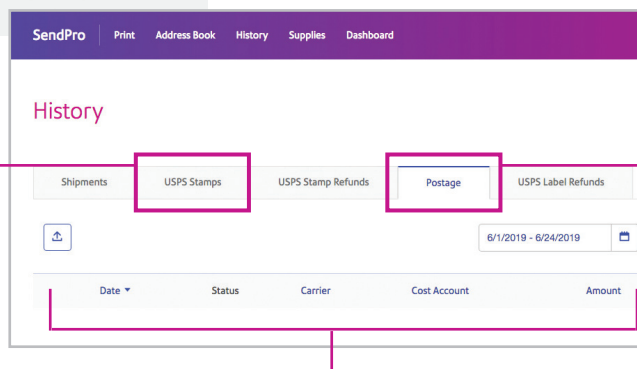 SendPro Print Address Book History Supplies Dashboard
History
Shipments USPS Stamps USPS Stamp Refunds Postage USPS Label Refunds
6/1/2019 - 6/24/2019
Date Status Carrier Cost Account Amount